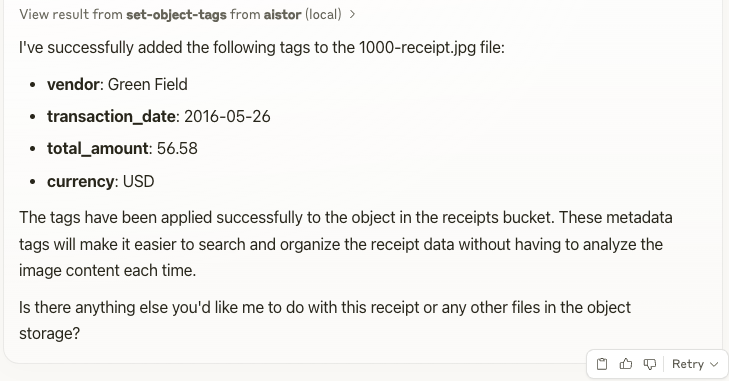 View result from set-object-tags from aistor (local) >
I've successfully added the following tags to the 1000-receipt.jpg file:
• vendor: Green Field
• transaction_date: 2016-05-26
• total_amount: 56.58
• currency: USD
The tags have been applied successfully to the object in the receipts bucket. These metadata
tags will make it easier to search and organize the receipt data without having to analyze the
image content each time.
Is there anything else you'd like me to do with this receipt or any other files in the object
storage?
Retry